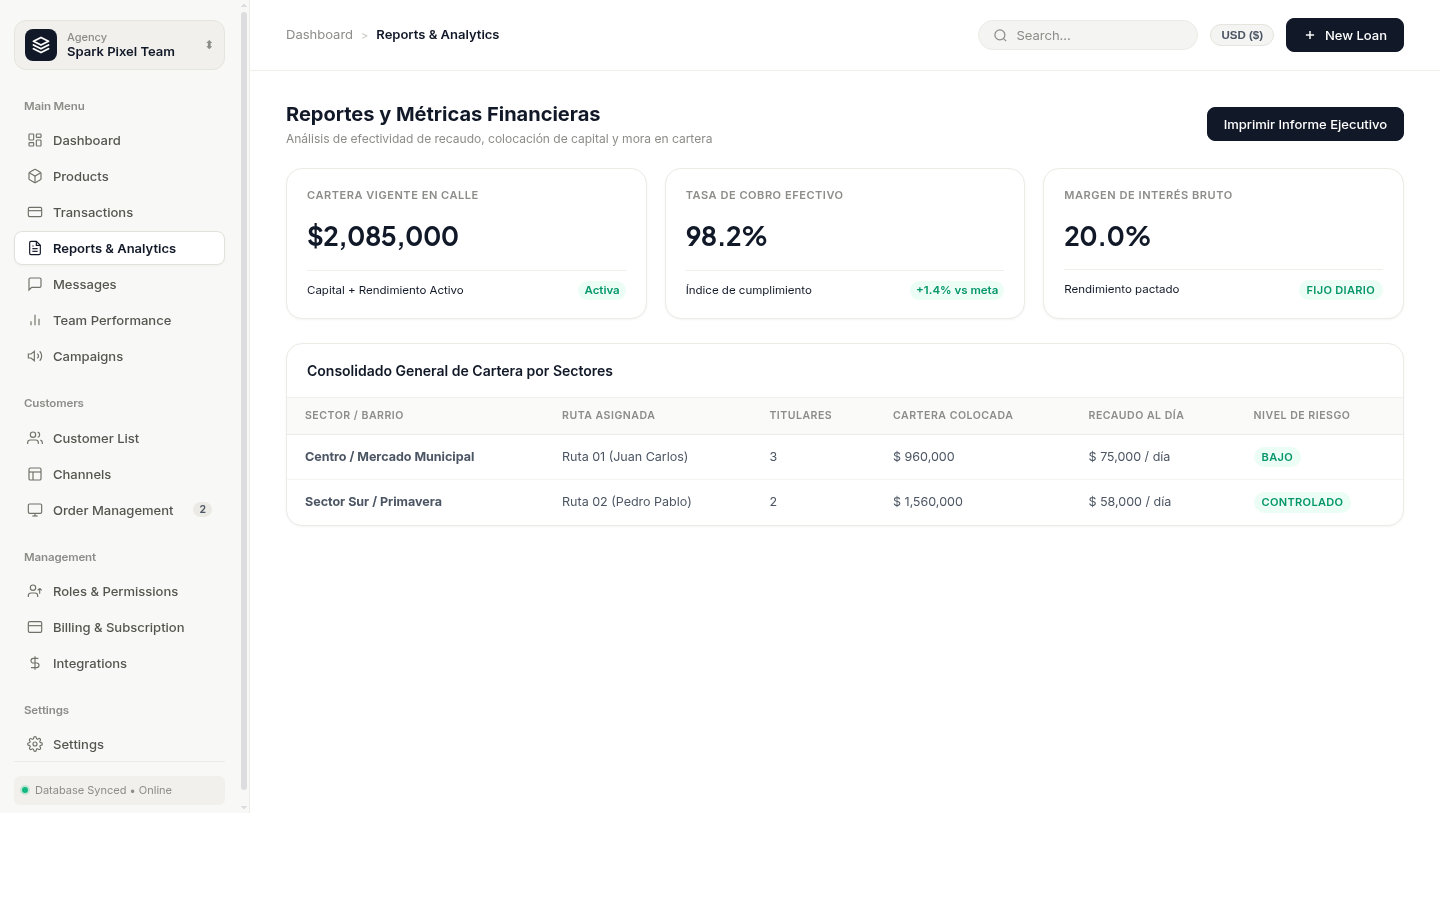 Agency
Spark Pixel Team
Main Menu
Dashboard
Products
Transactions
Reports & Analytics
Messages
Team Performance
Campaigns
Customers
Customer List
Channels
Order Management 2
Management
Roles & Permissions
Billing & Subscription
Integrations
Settings
Settings
Database Synced • Online
Dashboard > Reports & Analytics
Search...
USD ($)
+ New Loan
Reportes y Métricas Financieras
Análisis de efectividad de recaudo, colocación de capital y mora en cartera
Imprimir Informe Ejecutivo
CARTERA VIGENTE EN CALLE
$2,085,000
Capital + Rendimiento Activo Activa
TASA DE COBRO EFECTIVO
98.2%
Índice de cumplimiento +1.4% vs meta
MARGEN DE INTERÉS BRUTO
20.0%
Rendimiento pactado FIJO DIARIO
Consolidado General de Cartera por Sectores
SECTOR / BARRIO RUTA ASIGNADA TITULARES CARTERA COLOCADA RECAUDO AL DÍA NIVEL DE RIESGO
Centro / Mercado Municipal Ruta 01 (Juan Carlos) 3 $ 960,000 $ 75,000 / día BAJO
Sector Sur / Primavera Ruta 02 (Pedro Pablo) 2 $ 1,560,000 $ 58,000 / día CONTROLADO